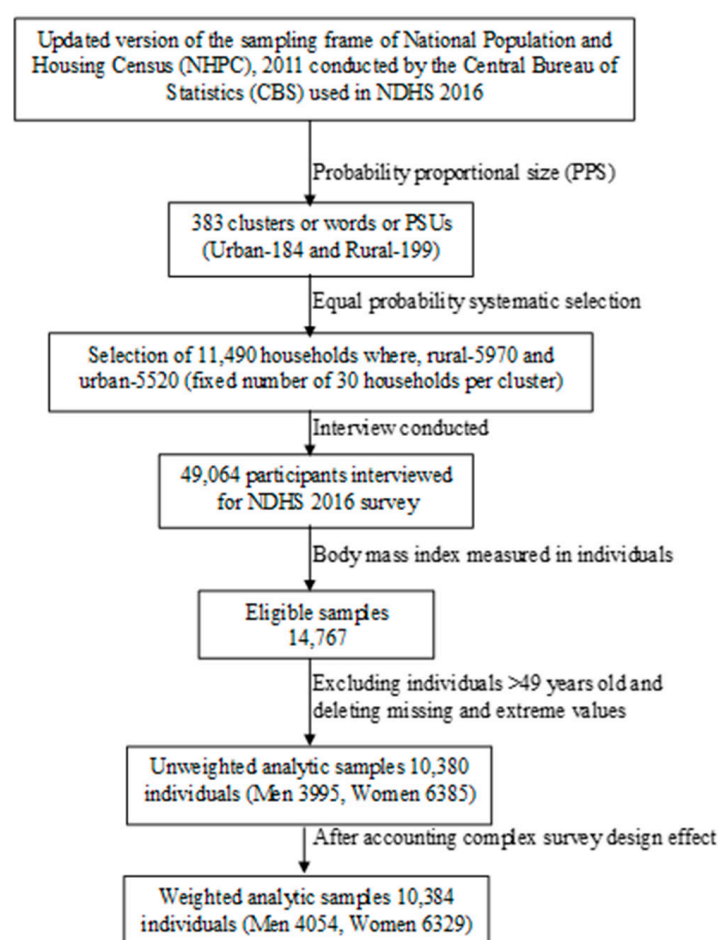 Updated version of the sampling frame of National Population and
Housing Census (NHPC), 2011 conducted by the Central Bureau of
Statistics (CBS) used in NDHS 2016
Probability proportional size (PPS)
383 clusters or words or PSUs
(Urban-184 and Rural-199)
Equal probability systematic selection
Selection of 11,490 households where, rural-5970 and
urban-5520 (fixed number of 30 households per cluster)
Interview conducted
49,064 participants interviewed
for NDHS 2016 survey
Body mass index measured in individuals
Eligible samples
14,767
Excluding individuals >49 years old and
deleting missing and extreme values
Unweighted analytic samples 10,380
individuals (Men 3995, Women 6385)
After accounting complex survey design effect
Weighted analytic samples 10,384
individuals (Men 4054, Women 6329)